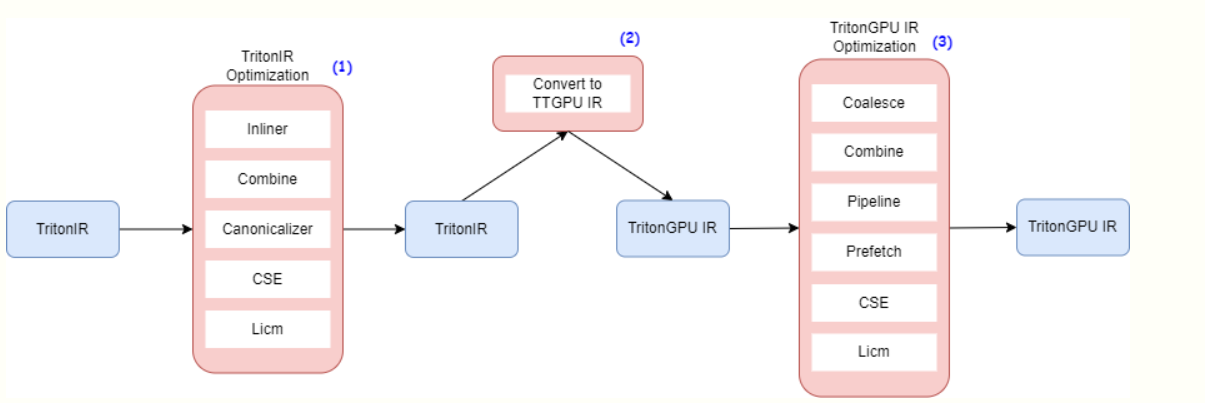 TritonIR
TritonIR
Optimization
(1)
Inliner
Combine
Canonicalizer
CSE
Licm
TritonIR
(2)
Convert to
TTGPU IR
TritonGPU IR
TritonGPU IR
Optimization
(3)
Coalesce
Combine
Pipeline
Prefetch
CSE
Licm
TritonGPU IR